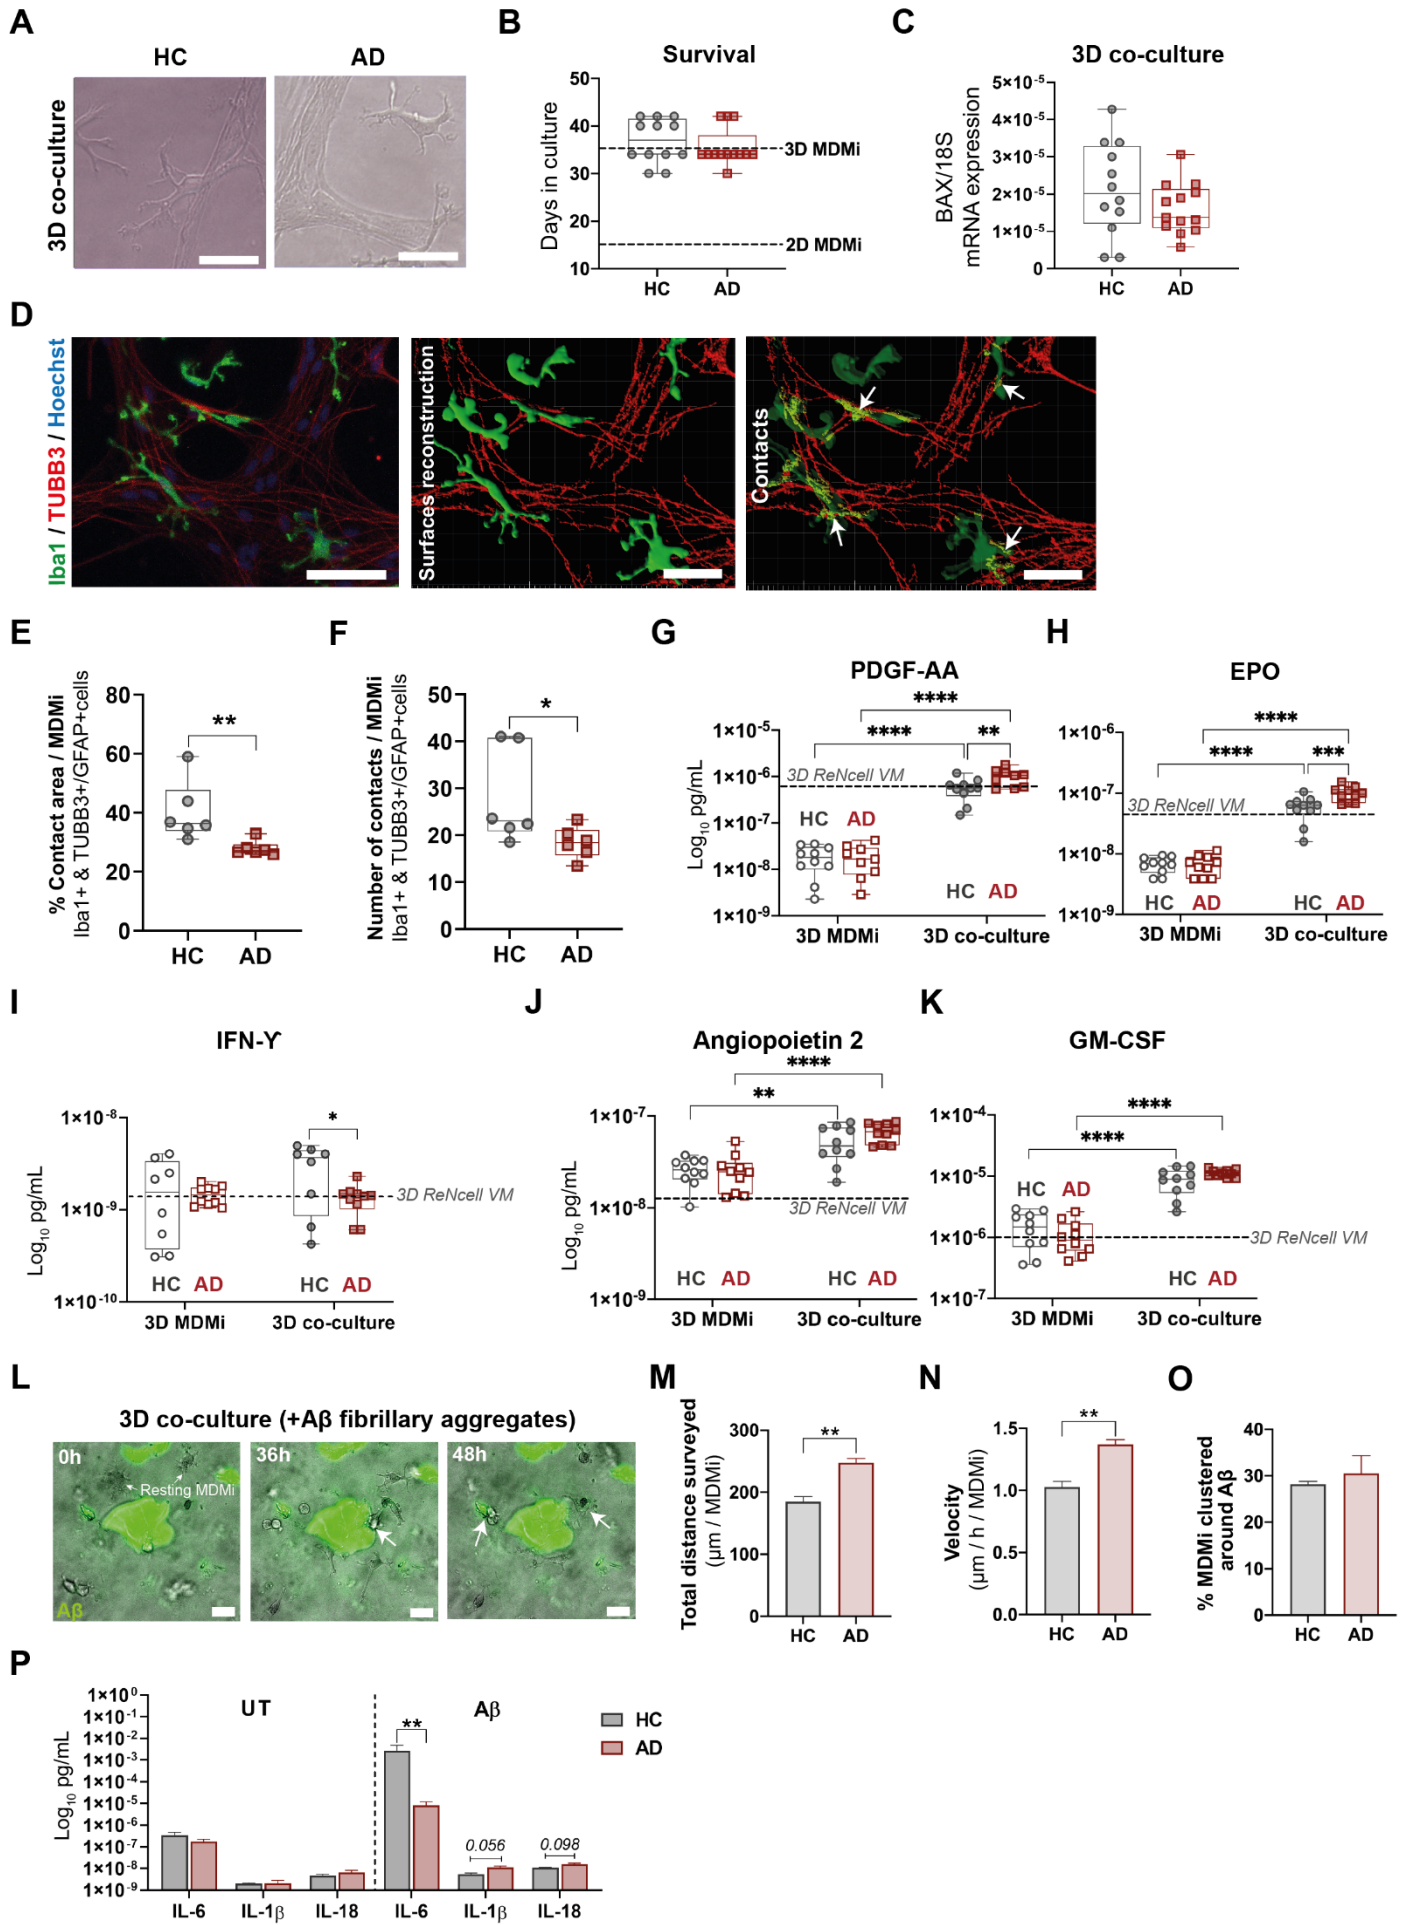 A
HC
AD
3D co-culture
B
Survival
Days in culture
50
40
30
20
10
3D MDMi
2D MDMi
HC
AD
C
3D co-culture
BAX/18S
mRNA expression
5×10⁻⁵
4×10⁻⁵
3×10⁻⁵
2×10⁻⁵
1×10⁻⁵
0
HC
AD
D
Iba1 / TUBB3 / Hoechst
Surfaces reconstruction
Contacts
E
% Contact area / MDMi
Iba1+ & TUBB3+/GFAP+cells
80
60
40
20
0
**
HC
AD
F
Number of contacts / MDMi
Iba1+ & TUBB3+/GFAP+cells
50
40
30
20
10
0
*
HC
AD
G
PDGF-AA
Log₁₀ pg/mL
1×10⁻⁵
1×10⁻⁶
1×10⁻⁷
1×10⁻⁸
1×10⁻⁹
****
****
**
3D ReNcell VM
HC AD
HC AD
3D MDMi
3D co-culture
H
EPO
1×10⁻⁶
1×10⁻⁷
1×10⁻⁸
1×10⁻⁹
****
****
***
3D ReNcell VM
HC AD
HC AD
3D MDMi
3D co-culture
I
IFN-ϒ
Log₁₀ pg/mL
1×10⁻⁸
1×10⁻⁹
1×10⁻¹⁰
*
3D ReNcell VM
HC AD
HC AD
3D MDMi
3D co-culture
J
Angiopoietin 2
Log₁₀ pg/mL
1×10⁻⁷
1×10⁻⁸
1×10⁻⁹
****
**
3D ReNcell VM
HC AD
HC AD
3D MDMi
3D co-culture
K
GM-CSF
1×10⁻⁴
1×10⁻⁵
1×10⁻⁶
1×10⁻⁷
****
****
HC AD
3D ReNcell VM
HC AD
3D MDMi
3D co-culture
L
3D co-culture (+Aβ fibrillary aggregates)
0h
Resting MDMi
Aβ
36h
48h
M
Total distance surveyed
(µm / MDMi)
300
200
100
0
**
HC
AD
N
Velocity
(µm / h / MDMi)
1.5
1.0
0.5
0.0
**
HC
AD
O
% MDMi clustered
around Aβ
40
30
20
10
0
HC
AD
P
Log₁₀ pg/mL
1×10⁰
1×10⁻¹
1×10⁻²
1×10⁻³
1×10⁻⁴
1×10⁻⁵
1×10⁻⁶
1×10⁻⁷
1×10⁻⁸
1×10⁻⁹
UT
Aβ
**
0.056
0.098
HC
AD
IL-6
IL-1β
IL-18
IL-6
IL-1β
IL-18